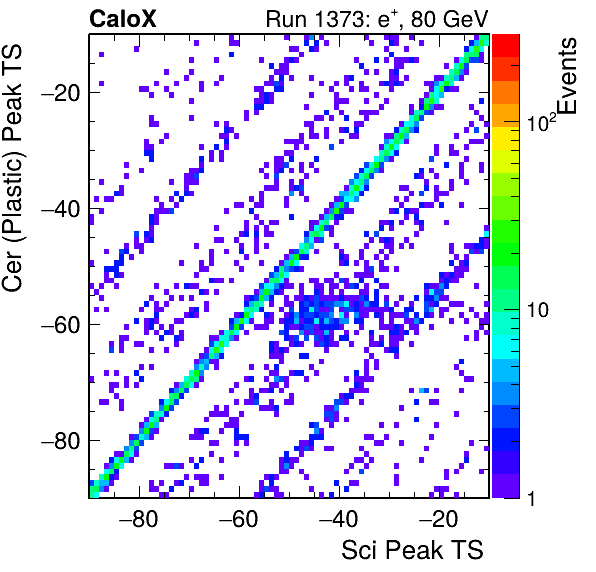 CaloX Run 1373: e⁺, 80 GeV
Cer (Plastic) Peak TS
−20
−40
−60
−80
−80 −60 −40 −20
Sci Peak TS
Events
10²
10
1